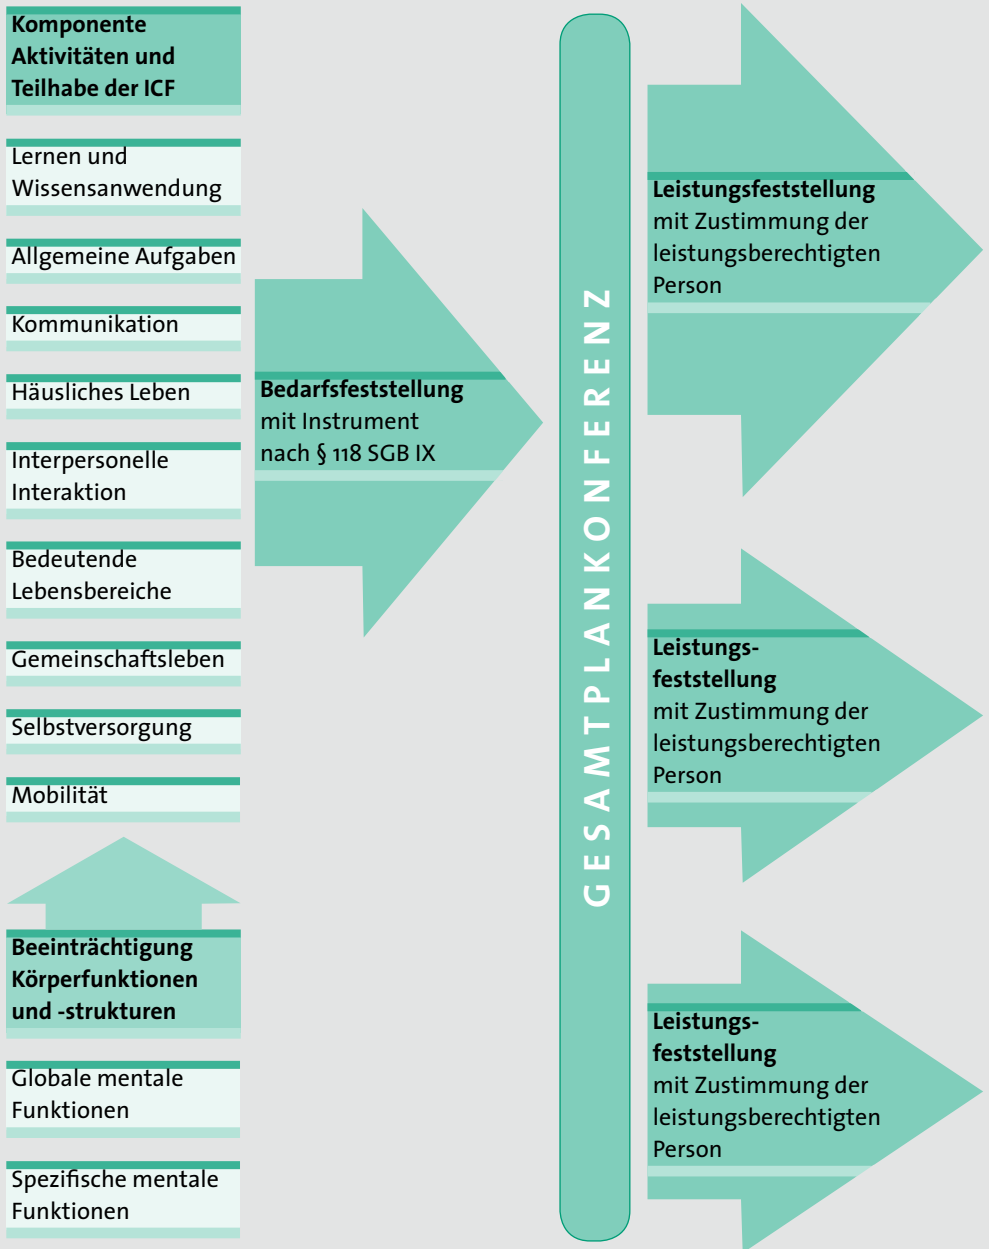 Komponente
Aktivitäten und
Teilhabe der ICF
Lernen und
Wissensanwendung
Allgemeine Aufgaben
Kommunikation
Häusliches Leben
Interpersonelle
Interaktion
Bedeutende
Lebensbereiche
Gemeinschaftsleben
Selbstversorgung
Mobilität
Beeinträchtigung
Körperfunktionen
und -strukturen
Globale mentale
Funktionen
Spezifische mentale
Funktionen
Bedarfsfeststellung
mit Instrument
nach § 118 SGB IX
GESAMTPLANKONFERENZ
Leistungsfeststellung
mit Zustimmung der
leistungsberechtigten
Person
Leistungs-
feststellung
mit Zustimmung der
leistungsberechtigten
Person
Leistungs-
feststellung
mit Zustimmung der
leistungsberechtigten
Person